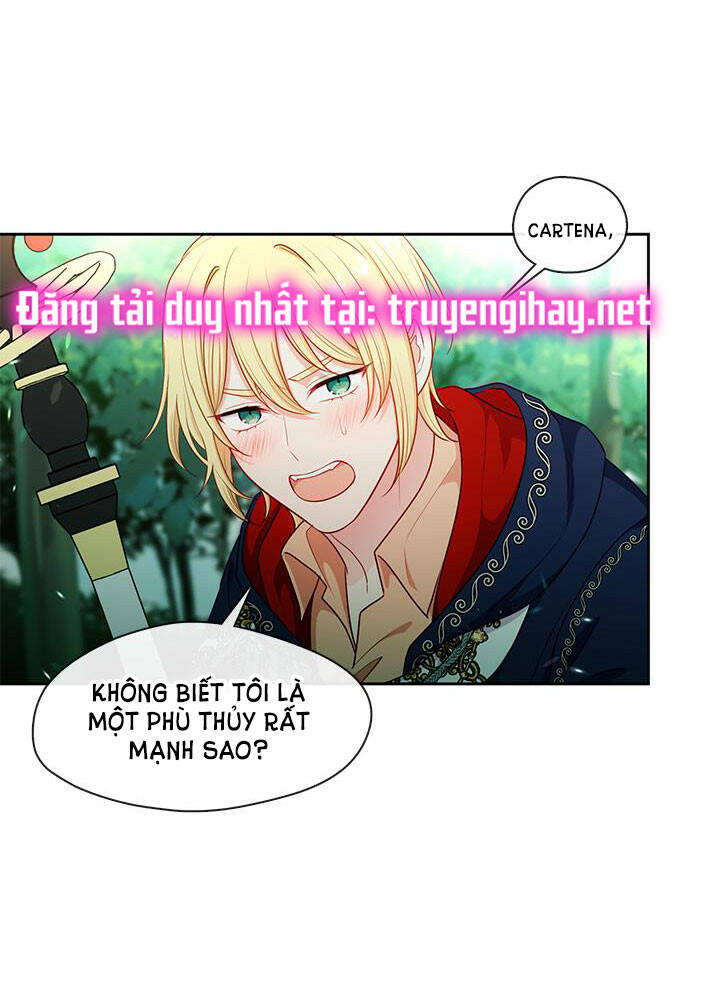 CARTENA,
Đăng tải duy nhất tại: truyengihay.net
KHÔNG BIẾT TÔI LÀ
MỘT PHÙ THỦY RẤT
MẠNH SAO?